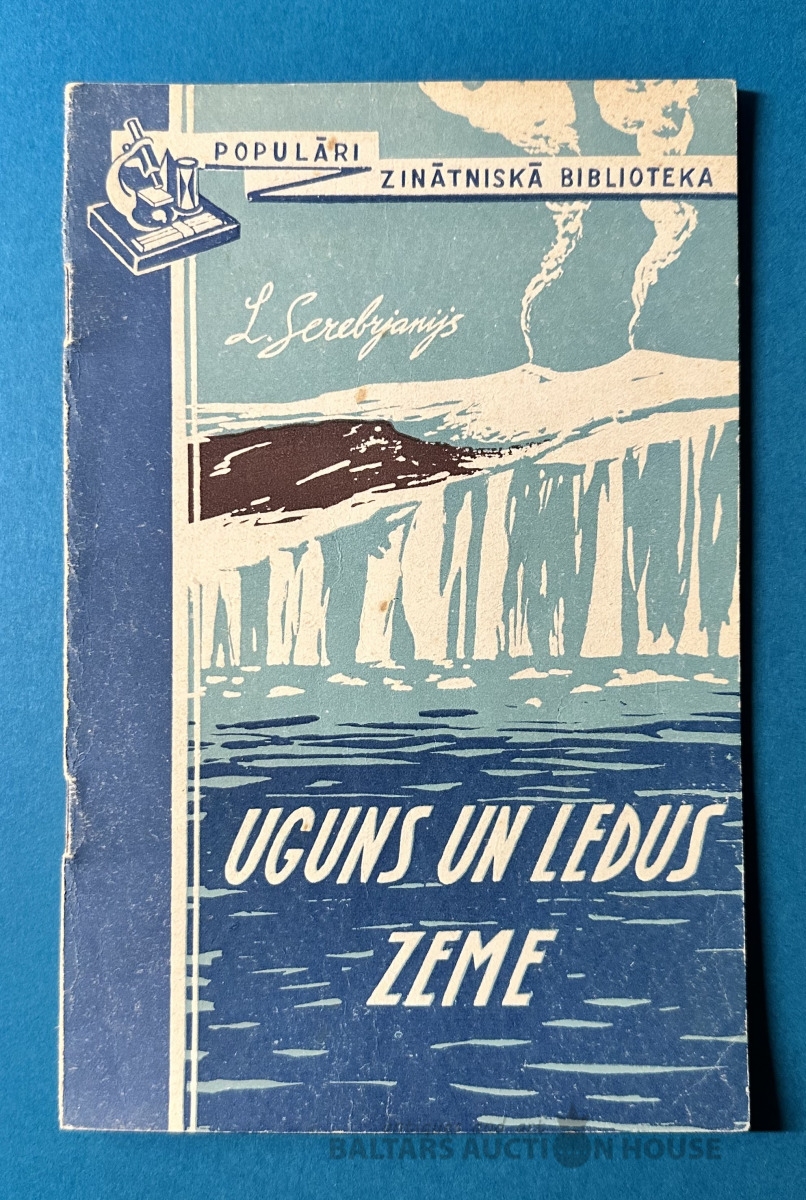 POPULĀRI
ZINĀTNISKĀ BIBLIOTEKA
L. Serebrjanijs
UGUNS UN LEDUS
ZEME
BALTARS AUCTION HOUSE